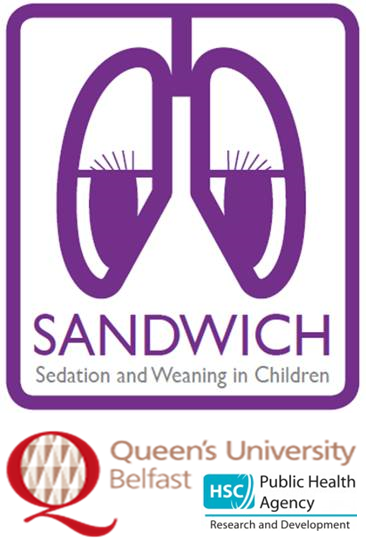 SANDWICH
Sedation and Weaning in Children
Queen's University
Belfast
HSC
Public Health
Agency
Research and Development